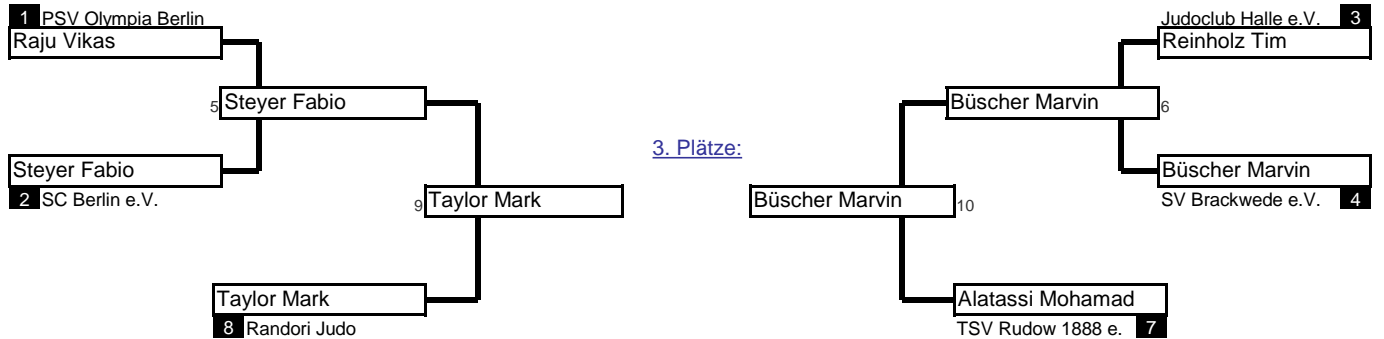 1 PSV Olympia Berlin
Judoclub Halle e.V. 3
Raju Vikas
Reinholz Tim
5 Steyer Fabio
Büscher Marvin 6
3. Plätze:
Steyer Fabio
Büscher Marvin
2 SC Berlin e.V.
SV Brackwede e.V. 4
9 Taylor Mark
Büscher Marvin 10
Taylor Mark
Alatassi Mohamad
8 Randori Judo
TSV Rudow 1888 e. 7